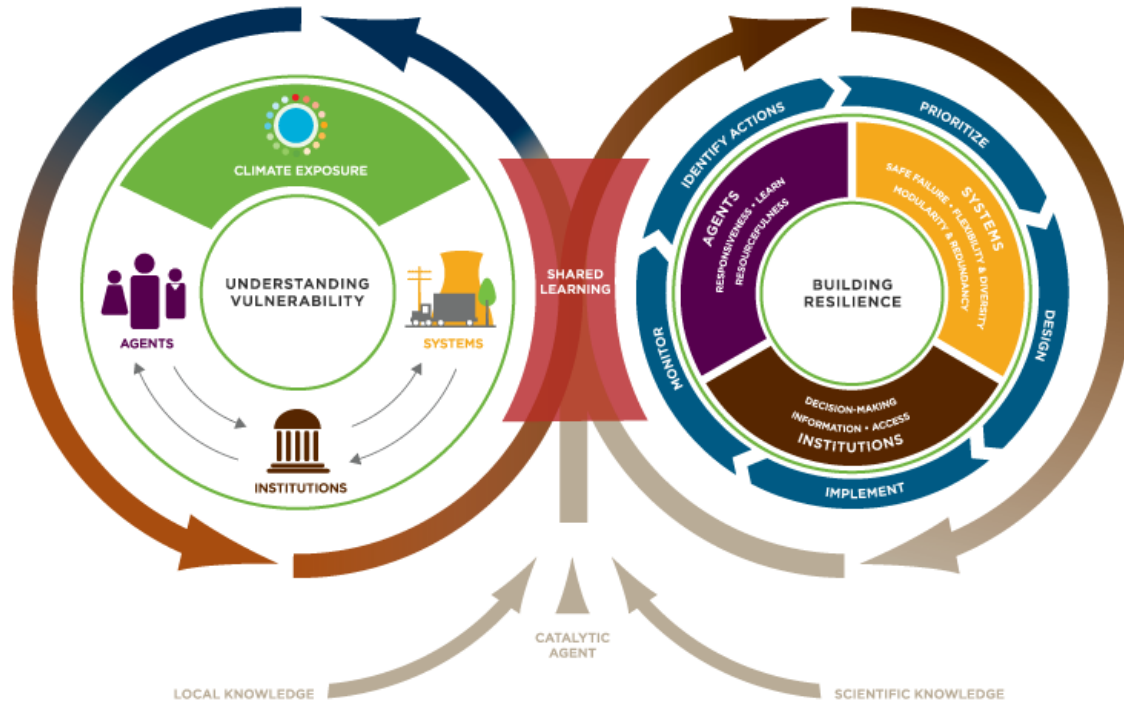 CLIMATE EXPOSURE
UNDERSTANDING
VULNERABILITY
AGENTS
SYSTEMS
INSTITUTIONS
SHARED
LEARNING
IDENTIFY ACTIONS
PRIORITIZE
DESIGN
IMPLEMENT
MONITOR
AGENTS
RESPONSIVENESS • LEARN
RESOURCEFULNESS
SYSTEMS
SAFE FAILURE • FLEXIBILITY & DIVERSITY
MODULARITY & REDUNDANCY
BUILDING
RESILIENCE
DECISION-MAKING
INFORMATION • ACCESS
INSTITUTIONS
CATALYTIC
AGENT
LOCAL KNOWLEDGE
SCIENTIFIC KNOWLEDGE